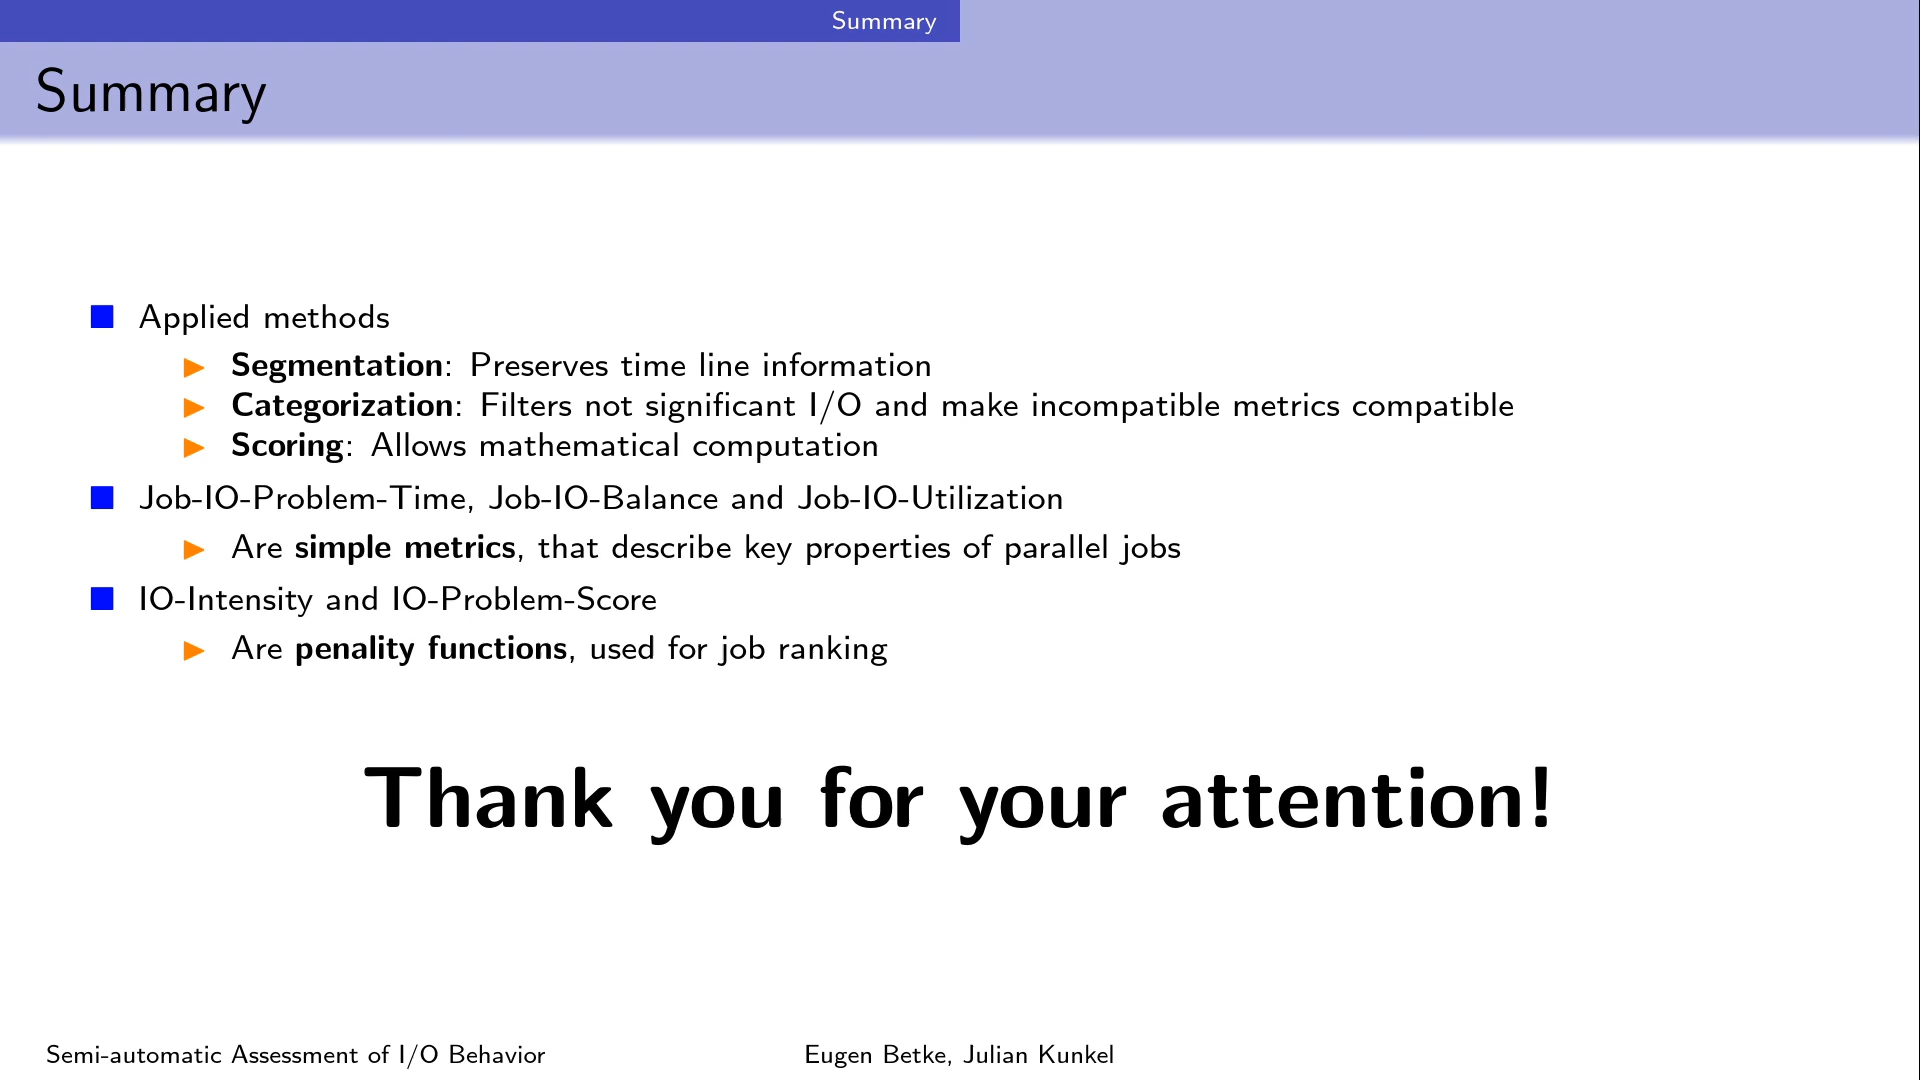 Summary
Summary
Applied methods
Segmentation: Preserves time line information
Categorization: Filters not significant I/O and make incompatible metrics compatible
Scoring: Allows mathematical computation
Job-IO-Problem-Time, Job-IO-Balance and Job-IO-Utilization
Are simple metrics, that describe key properties of parallel jobs
IO-Intensity and IO-Problem-Score
Are penality functions, used for job ranking
Thank you for your attention!
Semi-automatic Assessment of I/O Behavior
Eugen Betke, Julian Kunkel